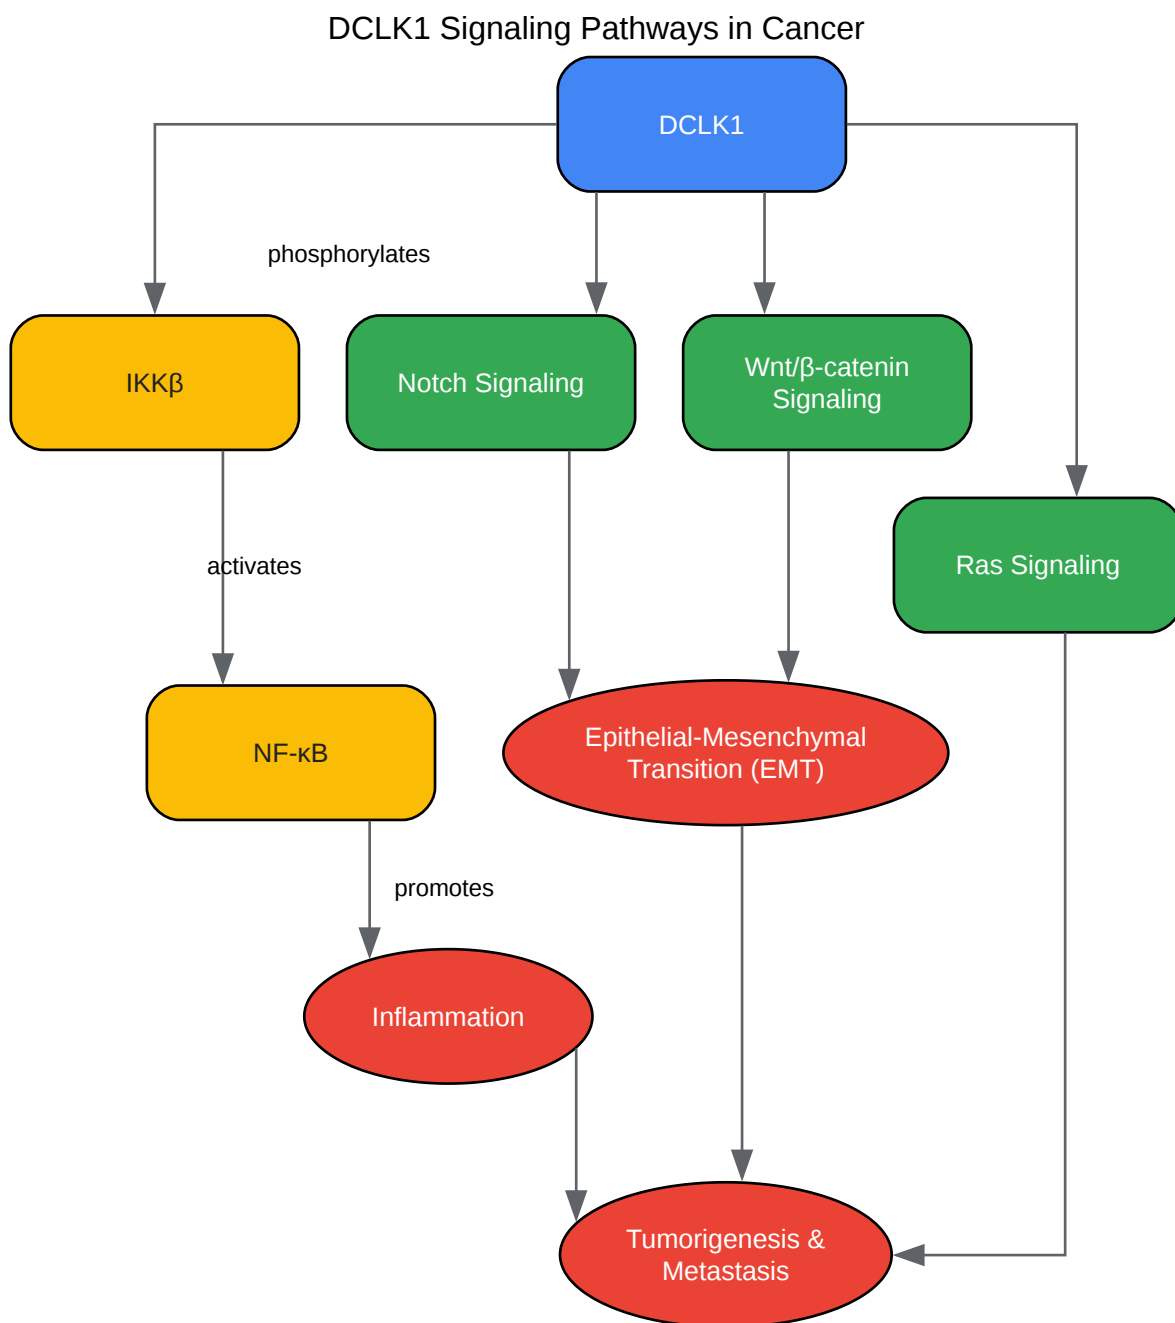 DCLK1 Signaling Pathways in Cancer
DCLK1
phosphorylates
IKKβ
Notch Signaling
Wnt/β-catenin
Signaling
activates
Ras Signaling
NF-κB
Epithelial-Mesenchymal
Transition (EMT)
promotes
Inflammation
Tumorigenesis &
Metastasis